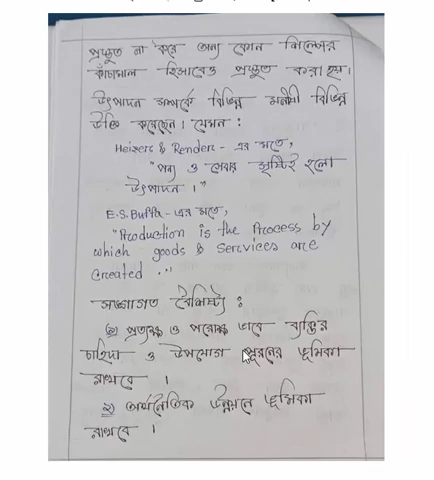 প্রস্তুত না করে অন্য কোন শিল্পের
কাঁচামাল হিসাবেও প্রস্তুত করা হয়।
উৎপাদন সম্পর্কে বিভিন্ন মনীষী বিভিন্ন
উক্তি করেছেন। যেমন :
Heizers & Renders - এর মতে,
"পণ্য ও সেবার সৃষ্টিই হলো
উৎপাদন ।"
E.S. Buffa - এর মতে,
"Production is the Process by
which goods & Services are
Created ."
সংজ্ঞাগত বৈশিষ্ট্য :
১) প্রত্যক্ষ ও পরোক্ষ ভাবে ব্যক্তির
চাহিদা ও উপযোগ পূরনের ভূমিকা
রাখবে ।
২) অর্থনৈতিক উন্নয়নে ভূমিকা
রাখবে ।